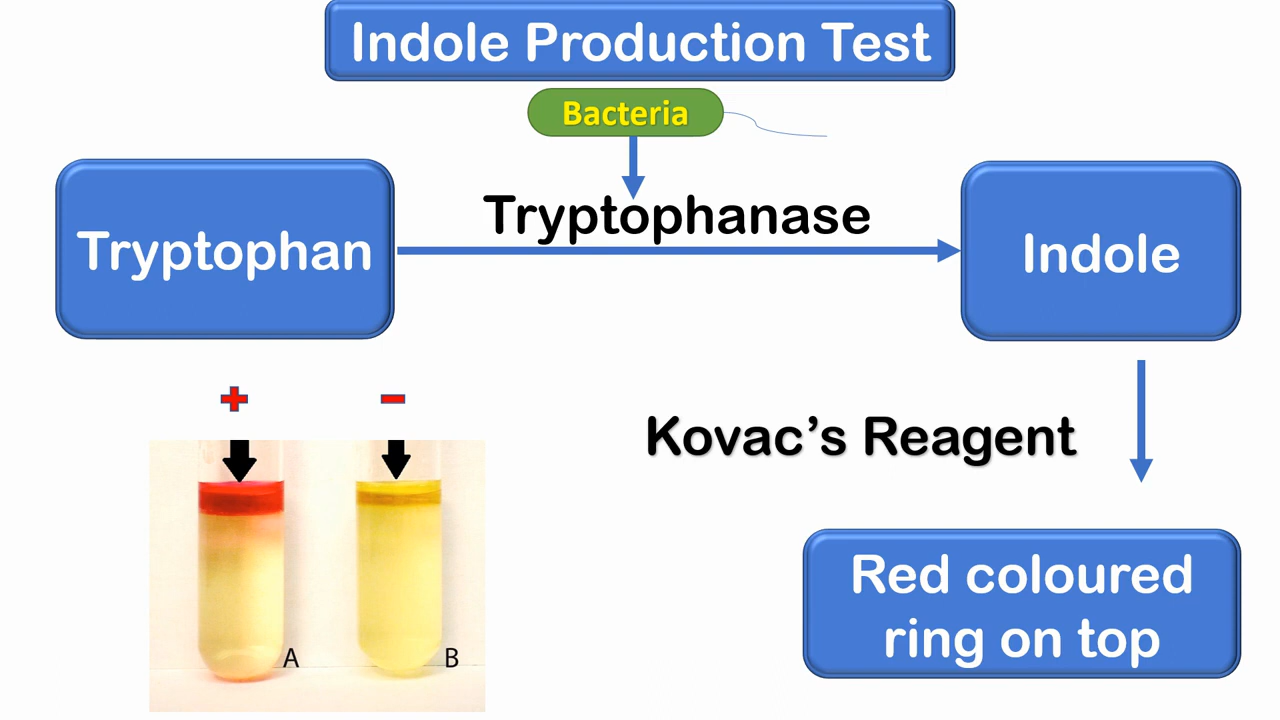 Indole Production Test
Bacteria
Tryptophanase
Tryptophan
Indole
+
-
Kovac's Reagent
A
B
Red coloured
ring on top